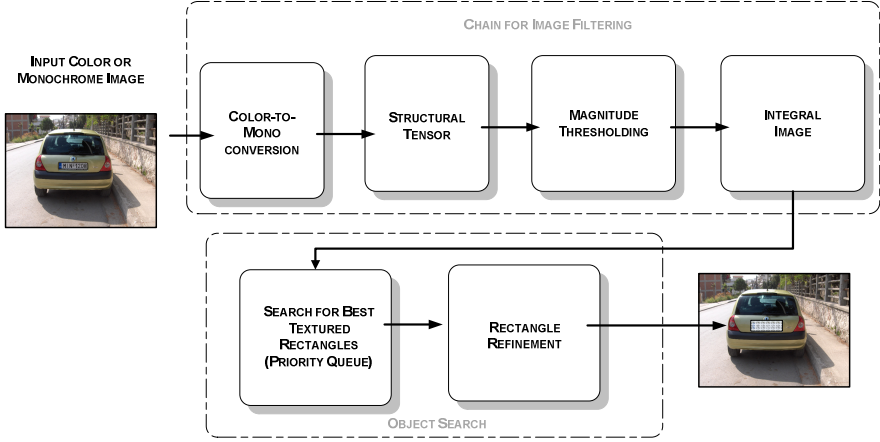 CHAIN FOR IMAGE FILTERING
INPUT COLOR OR
MONOCHROME IMAGE
COLOR-TO-
MONO
CONVERSION
STRUCTURAL
TENSOR
MAGNITUDE
THRESHOLDING
INTEGRAL
IMAGE
SEARCH FOR BEST
TEXTURED
RECTANGLES
(PRIORITY QUEUE)
RECTANGLE
REFINEMENT
OBJECT SEARCH